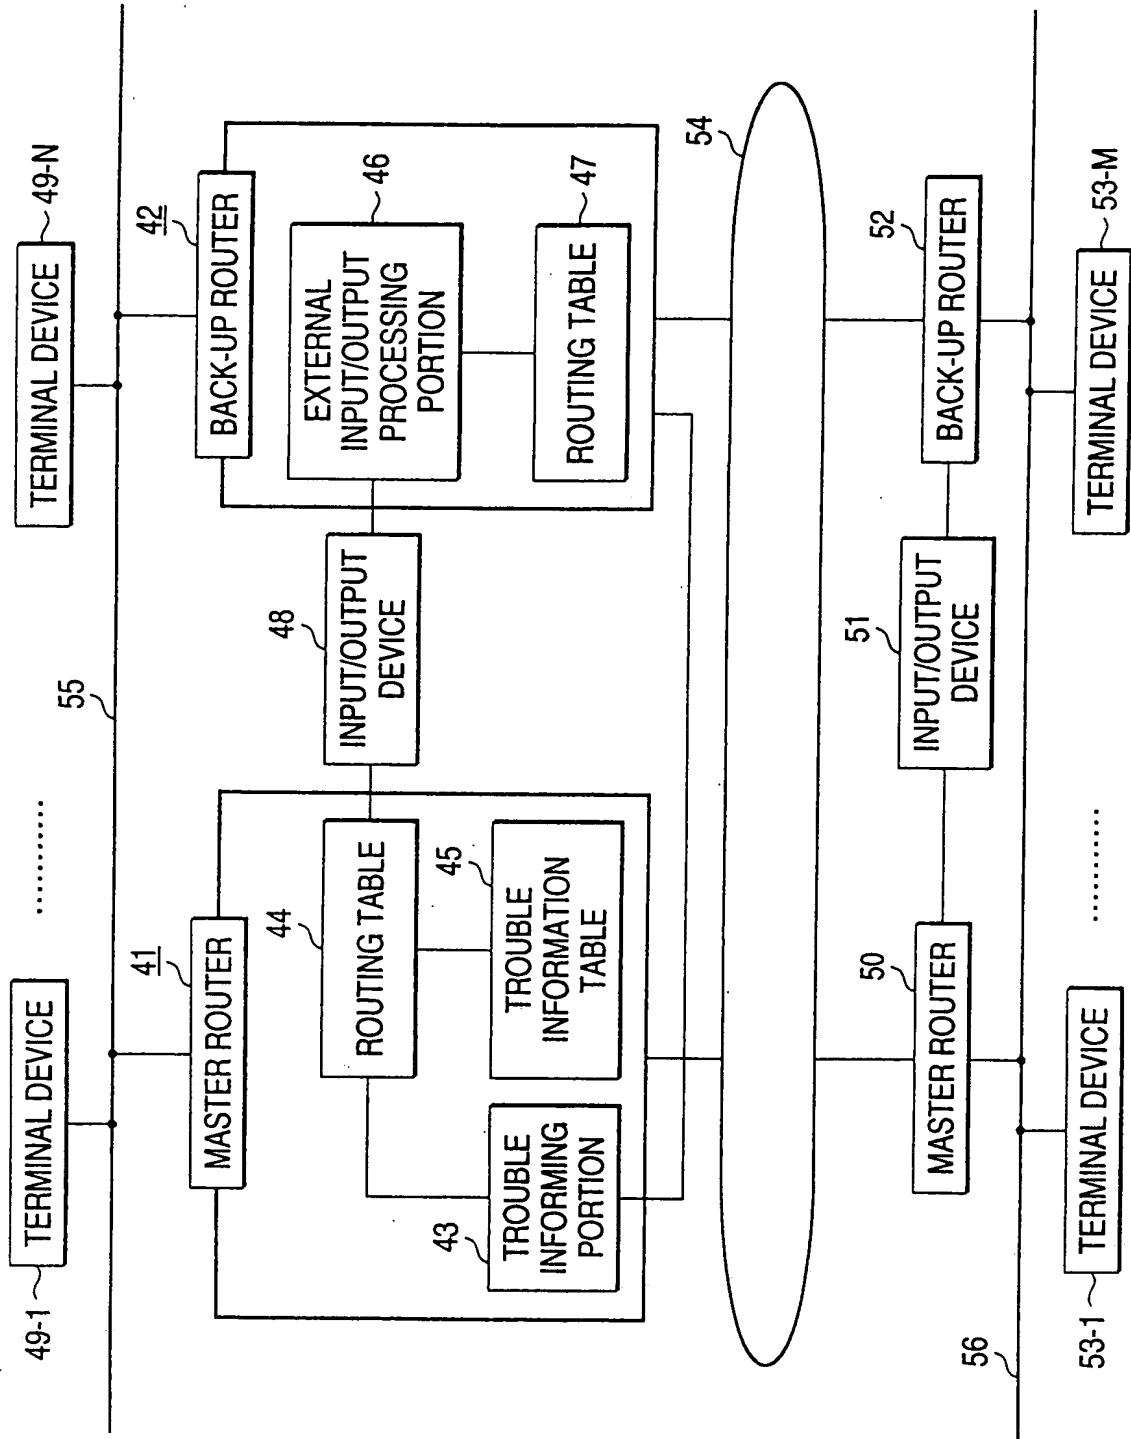 49-1
TERMINAL DEVICE
..........
TERMINAL DEVICE
49-N
55
41
MASTER ROUTER
42
BACK-UP ROUTER
44
ROUTING TABLE
48
INPUT/OUTPUT
DEVICE
EXTERNAL
INPUT/OUTPUT
PROCESSING
PORTION
46
43
TROUBLE
INFORMING
PORTION
45
TROUBLE
INFORMATION
TABLE
ROUTING TABLE
47
54
50
MASTER ROUTER
51
INPUT/OUTPUT
DEVICE
52
BACK-UP ROUTER
56
53-1
TERMINAL DEVICE
..........
TERMINAL DEVICE
53-M